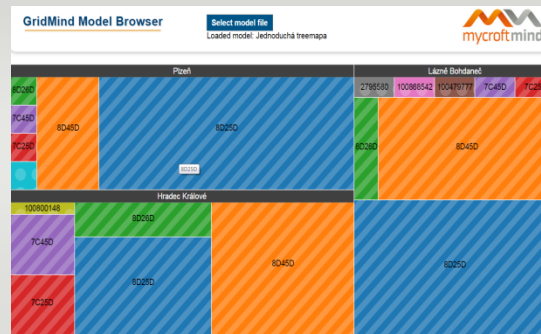 GridMind Model Browser
Select model file
Loaded model: Jednoduchá treemapa
mycroftmind
Plzeň
8D26D
7C45D
7C25D
8D45D
8D25D
8D25D
Lázně Bohdaneč
2795580
100868542
100479777
7C45D
7C25
8D26D
8D45D
8D25D
Hradec Králové
100800148
7C45D
7C25D
8D26D
8D25D
8D45D